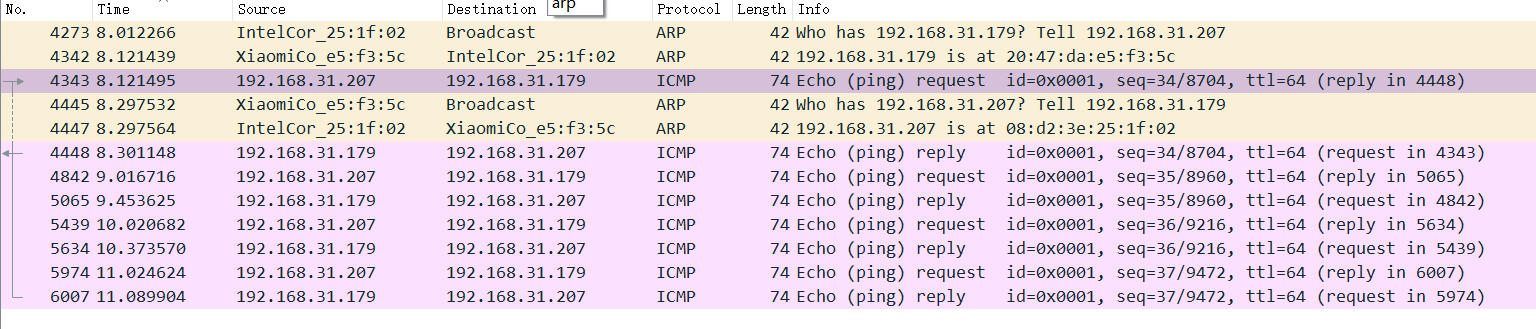 arp
No. Time Source Destination Protocol Length Info
4273 8.012266 IntelCor_25:1f:02 Broadcast ARP 42 Who has 192.168.31.179? Tell 192.168.31.207
4342 8.121439 XiaomiCo_e5:f3:5c IntelCor_25:1f:02 ARP 42 192.168.31.179 is at 20:47:da:e5:f3:5c
4343 8.121495 192.168.31.207 192.168.31.179 ICMP 74 Echo (ping) request id=0x0001, seq=34/8704, ttl=64 (reply in 4448)
4445 8.297532 XiaomiCo_e5:f3:5c Broadcast ARP 42 Who has 192.168.31.207? Tell 192.168.31.179
4447 8.297564 IntelCor_25:1f:02 XiaomiCo_e5:f3:5c ARP 42 192.168.31.207 is at 08:d2:3e:25:1f:02
4448 8.301148 192.168.31.179 192.168.31.207 ICMP 74 Echo (ping) reply id=0x0001, seq=34/8704, ttl=64 (request in 4343)
4842 9.016716 192.168.31.207 192.168.31.179 ICMP 74 Echo (ping) request id=0x0001, seq=35/8960, ttl=64 (reply in 5065)
5065 9.453625 192.168.31.179 192.168.31.207 ICMP 74 Echo (ping) reply id=0x0001, seq=35/8960, ttl=64 (request in 4842)
5439 10.020682 192.168.31.207 192.168.31.179 ICMP 74 Echo (ping) request id=0x0001, seq=36/9216, ttl=64 (reply in 5634)
5634 10.373570 192.168.31.179 192.168.31.207 ICMP 74 Echo (ping) reply id=0x0001, seq=36/9216, ttl=64 (request in 5439)
5974 11.024624 192.168.31.207 192.168.31.179 ICMP 74 Echo (ping) request id=0x0001, seq=37/9472, ttl=64 (reply in 6007)
6007 11.089904 192.168.31.179 192.168.31.207 ICMP 74 Echo (ping) reply id=0x0001, seq=37/9472, ttl=64 (request in 5974)